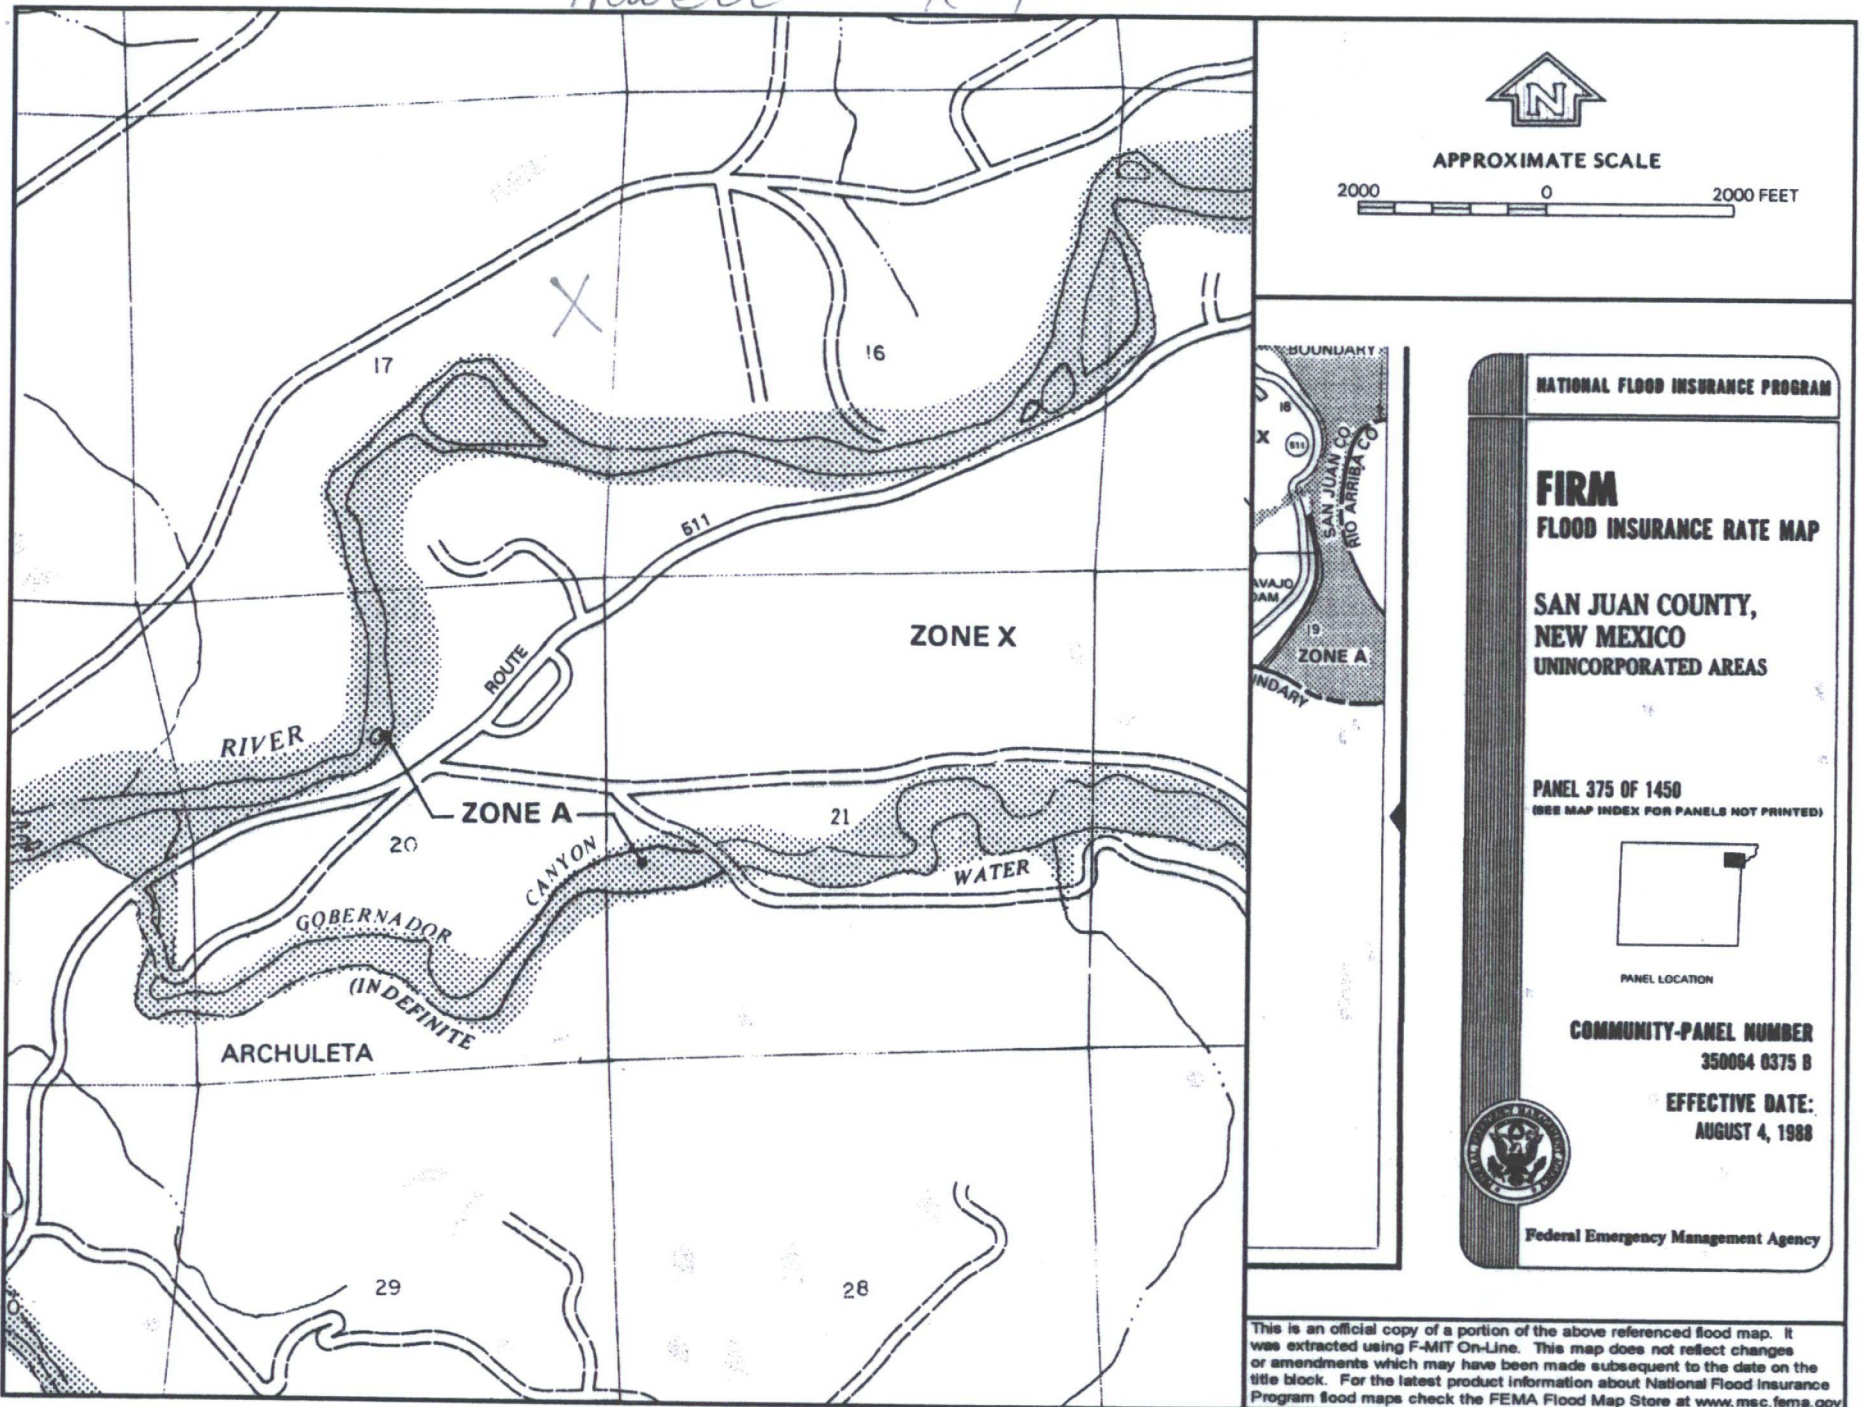 X
17
16
511
ROUTE
ZONE X
RIVER
ZONE A
20
21
CANYON
WATER
GOBERNADOR
(INDEFINITE
ARCHULETA
29
28
N
APPROXIMATE SCALE
2000 0 2000 FEET
BOUNDARY
18
X
511
SAN JUAN CO
RIO ARRIBA CO
AVAJO
DAM
19
ZONE A
NDARY
NATIONAL FLOOD INSURANCE PROGRAM
FIRM
FLOOD INSURANCE RATE MAP
SAN JUAN COUNTY,
NEW MEXICO
UNINCORPORATED AREAS
PANEL 375 OF 1450
(SEE MAP INDEX FOR PANELS NOT PRINTED)
PANEL LOCATION
COMMUNITY-PANEL NUMBER
350064 0375 B
EFFECTIVE DATE:
AUGUST 4, 1988
Federal Emergency Management Agency
This is an official copy of a portion of the above referenced flood map. It
was extracted using F-MIT On-Line. This map does not reflect changes
or amendments which may have been made subsequent to the date on the
title block. For the latest product information about National Flood Insurance
Program flood maps check the FEMA Flood Map Store at www.msc.fema.gov